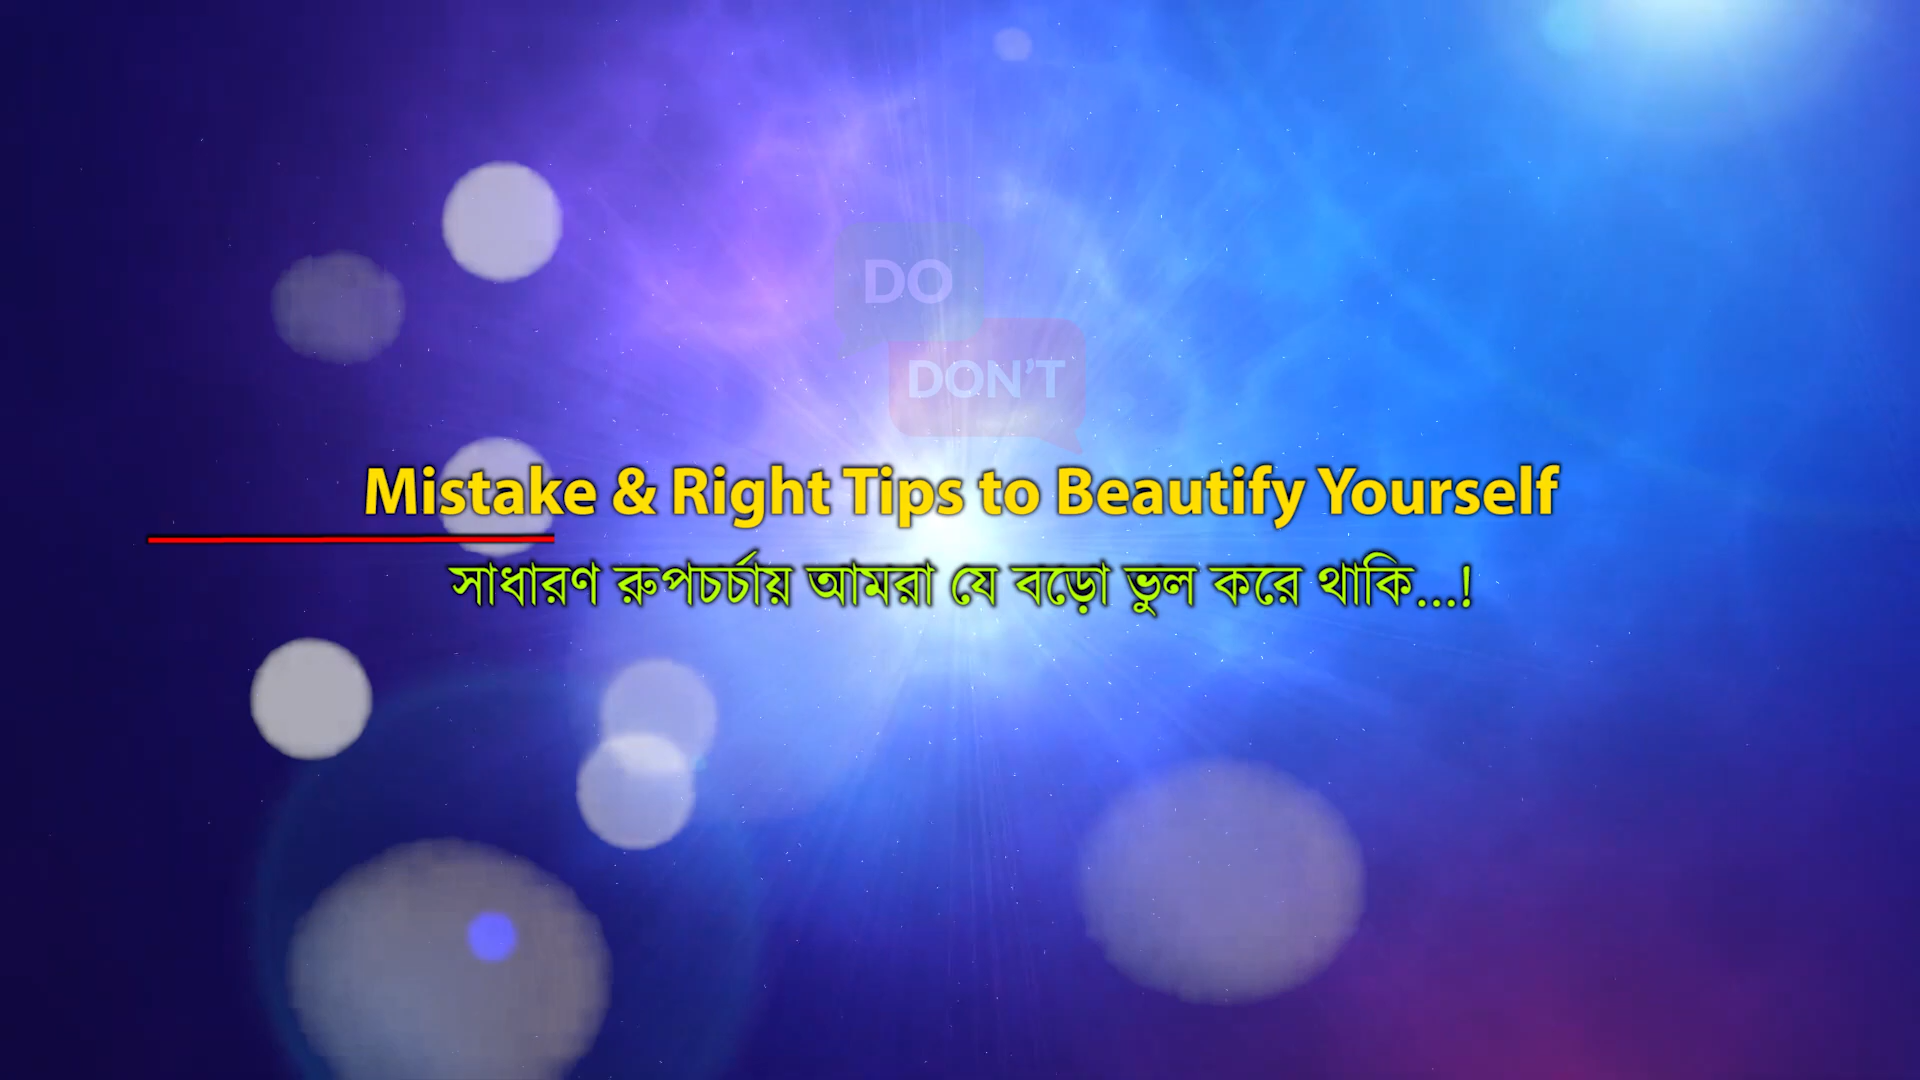 DO
DON'T
Mistake & Right Tips to Beautify Yourself
সাধারণ রুপচর্চায় আমরা যে বড়ো ভুল করে থাকি...!